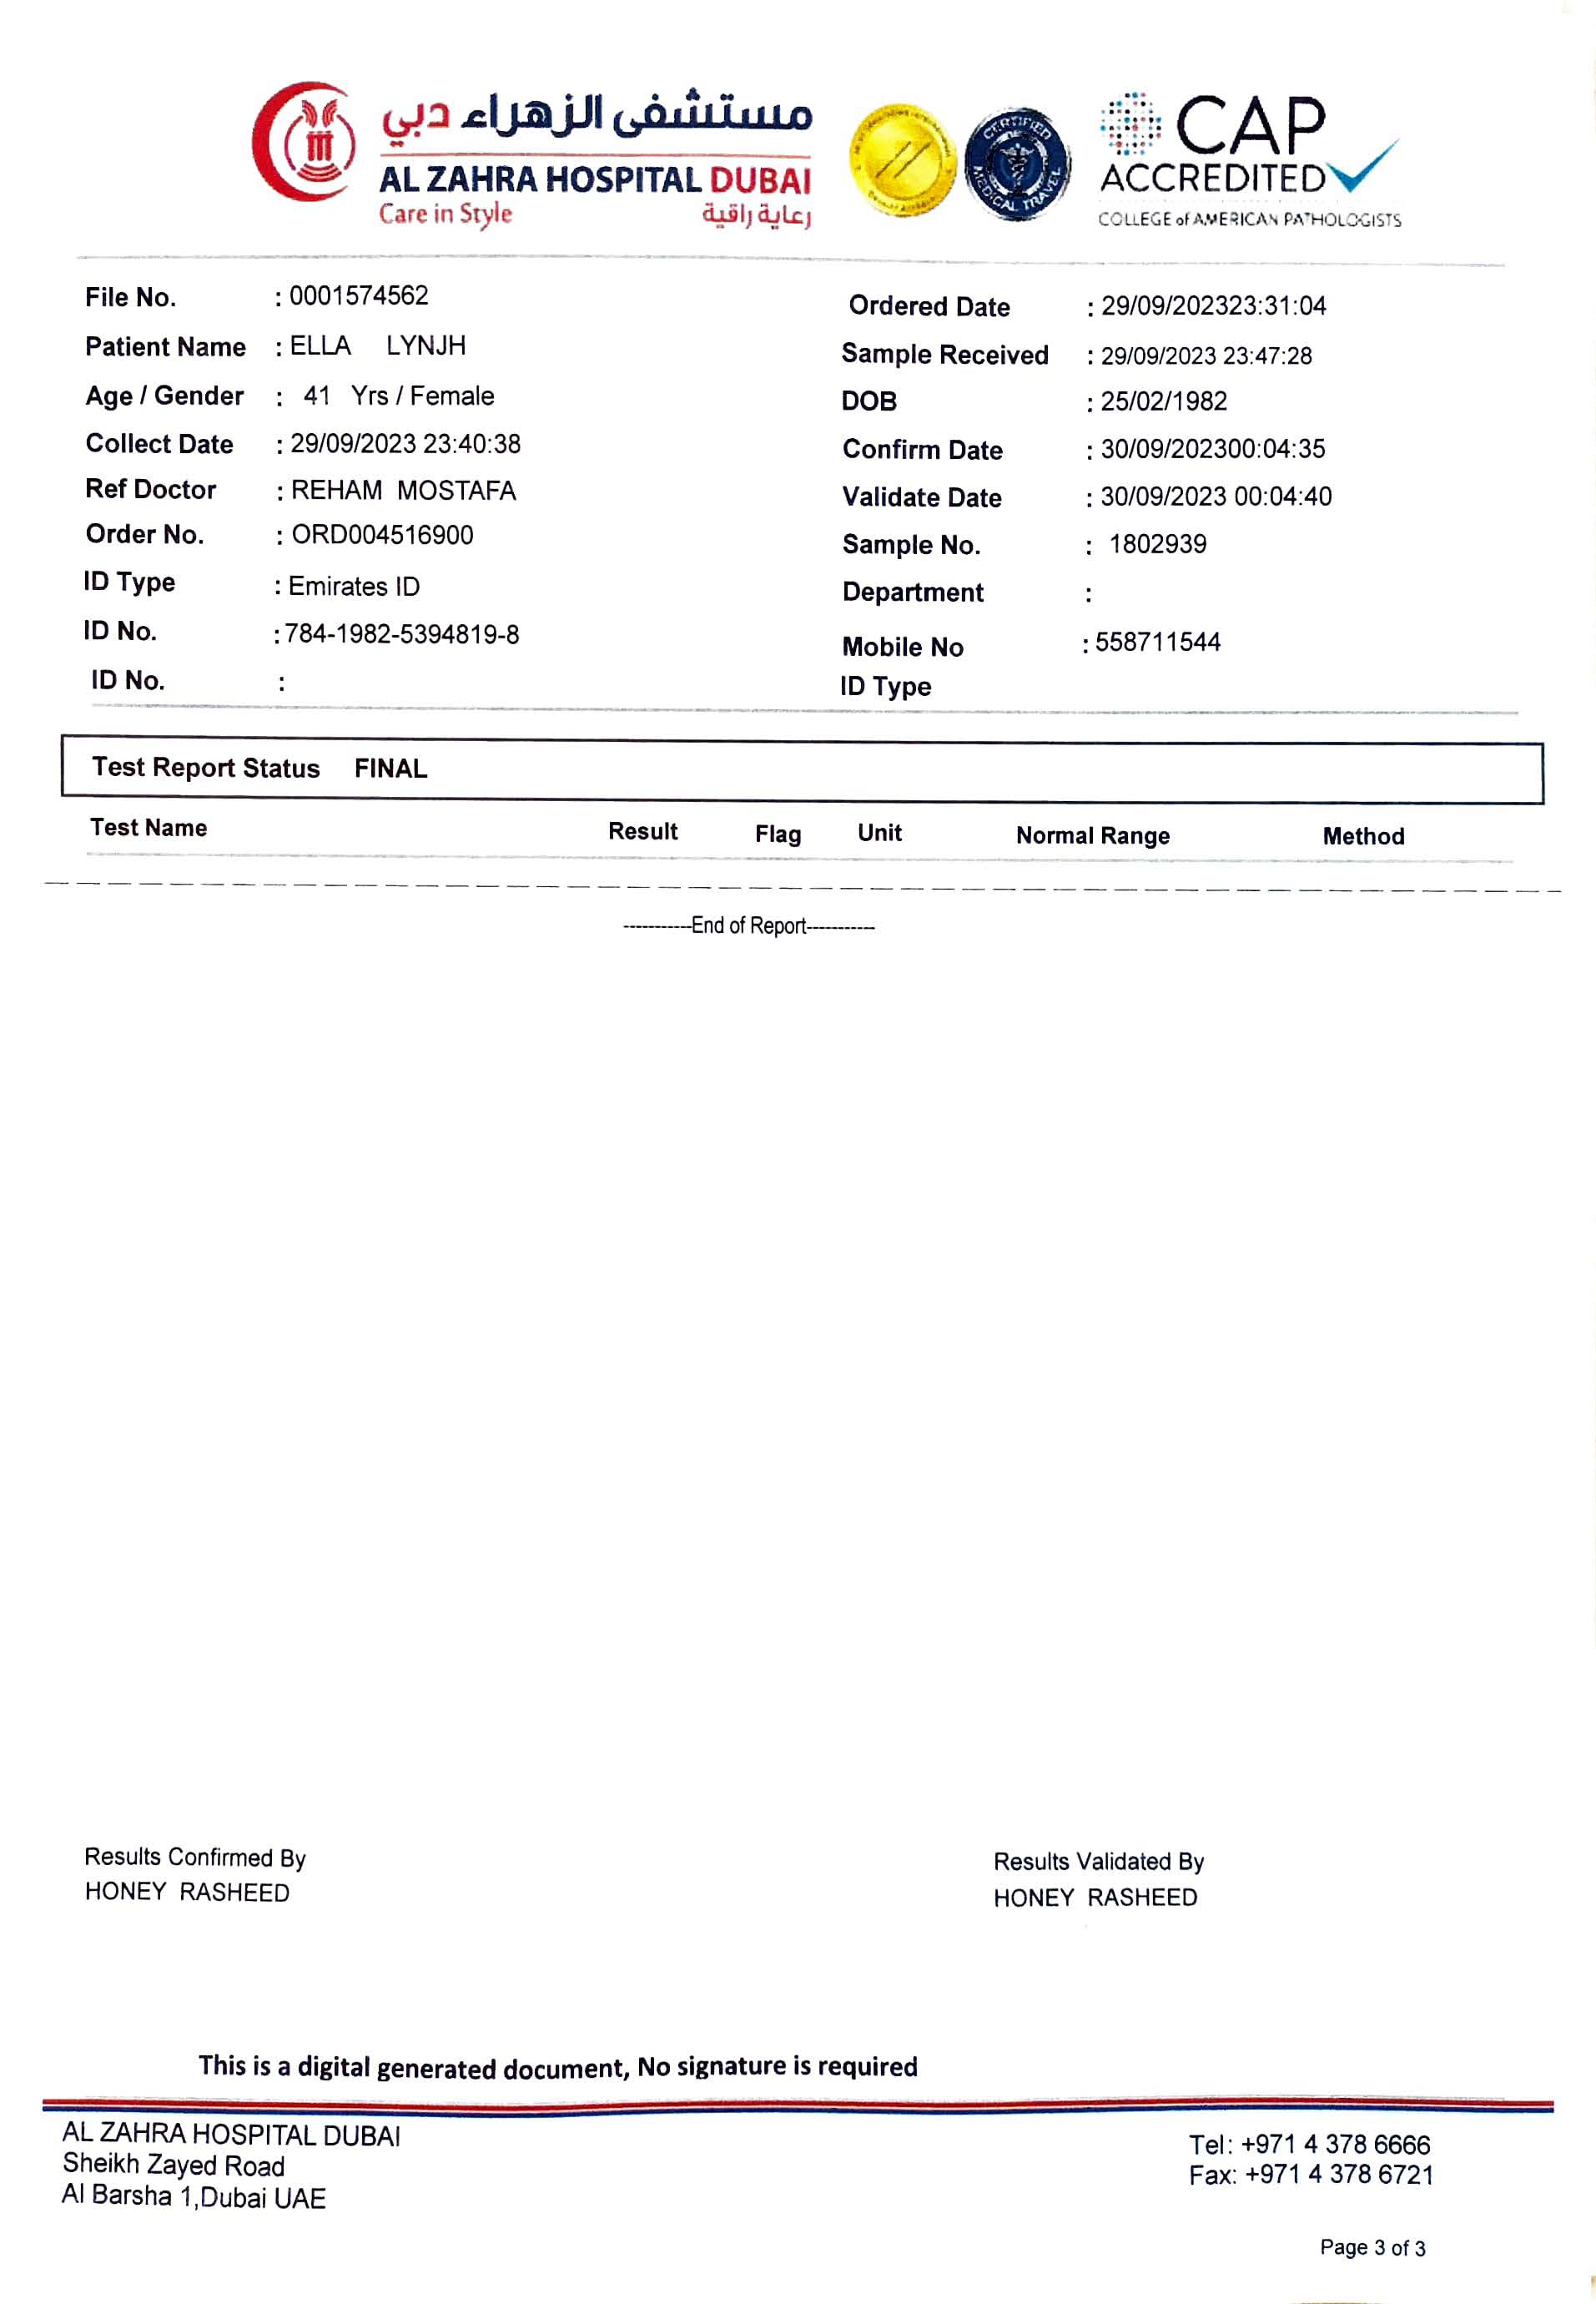 مستشفى الزهراء دبي
AL ZAHRA HOSPITAL DUBAI
Care in Style رعاية راقية
CERTIFIED
MEDICAL TRAVEL
CAP
ACCREDITED
COLLEGE of AMERICAN PATHOLOGISTS
File No. : 0001574562 Ordered Date : 29/09/202323:31:04
Patient Name : ELLA LYNJH Sample Received : 29/09/2023 23:47:28
Age / Gender : 41 Yrs / Female DOB : 25/02/1982
Collect Date : 29/09/2023 23:40:38 Confirm Date : 30/09/202300:04:35
Ref Doctor : REHAM MOSTAFA Validate Date : 30/09/2023 00:04:40
Order No. : ORD004516900 Sample No. : 1802939
ID Type : Emirates ID Department :
ID No. : 784-1982-5394819-8 Mobile No : 558711544
ID No. : ID Type
Test Report Status FINAL
Test Name Result Flag Unit Normal Range Method
-----------End of Report-----------
Results Confirmed By Results Validated By
HONEY RASHEED HONEY RASHEED
This is a digital generated document, No signature is required
AL ZAHRA HOSPITAL DUBAI Tel: +971 4 378 6666
Sheikh Zayed Road Fax: +971 4 378 6721
Al Barsha 1,Dubai UAE
Page 3 of 3